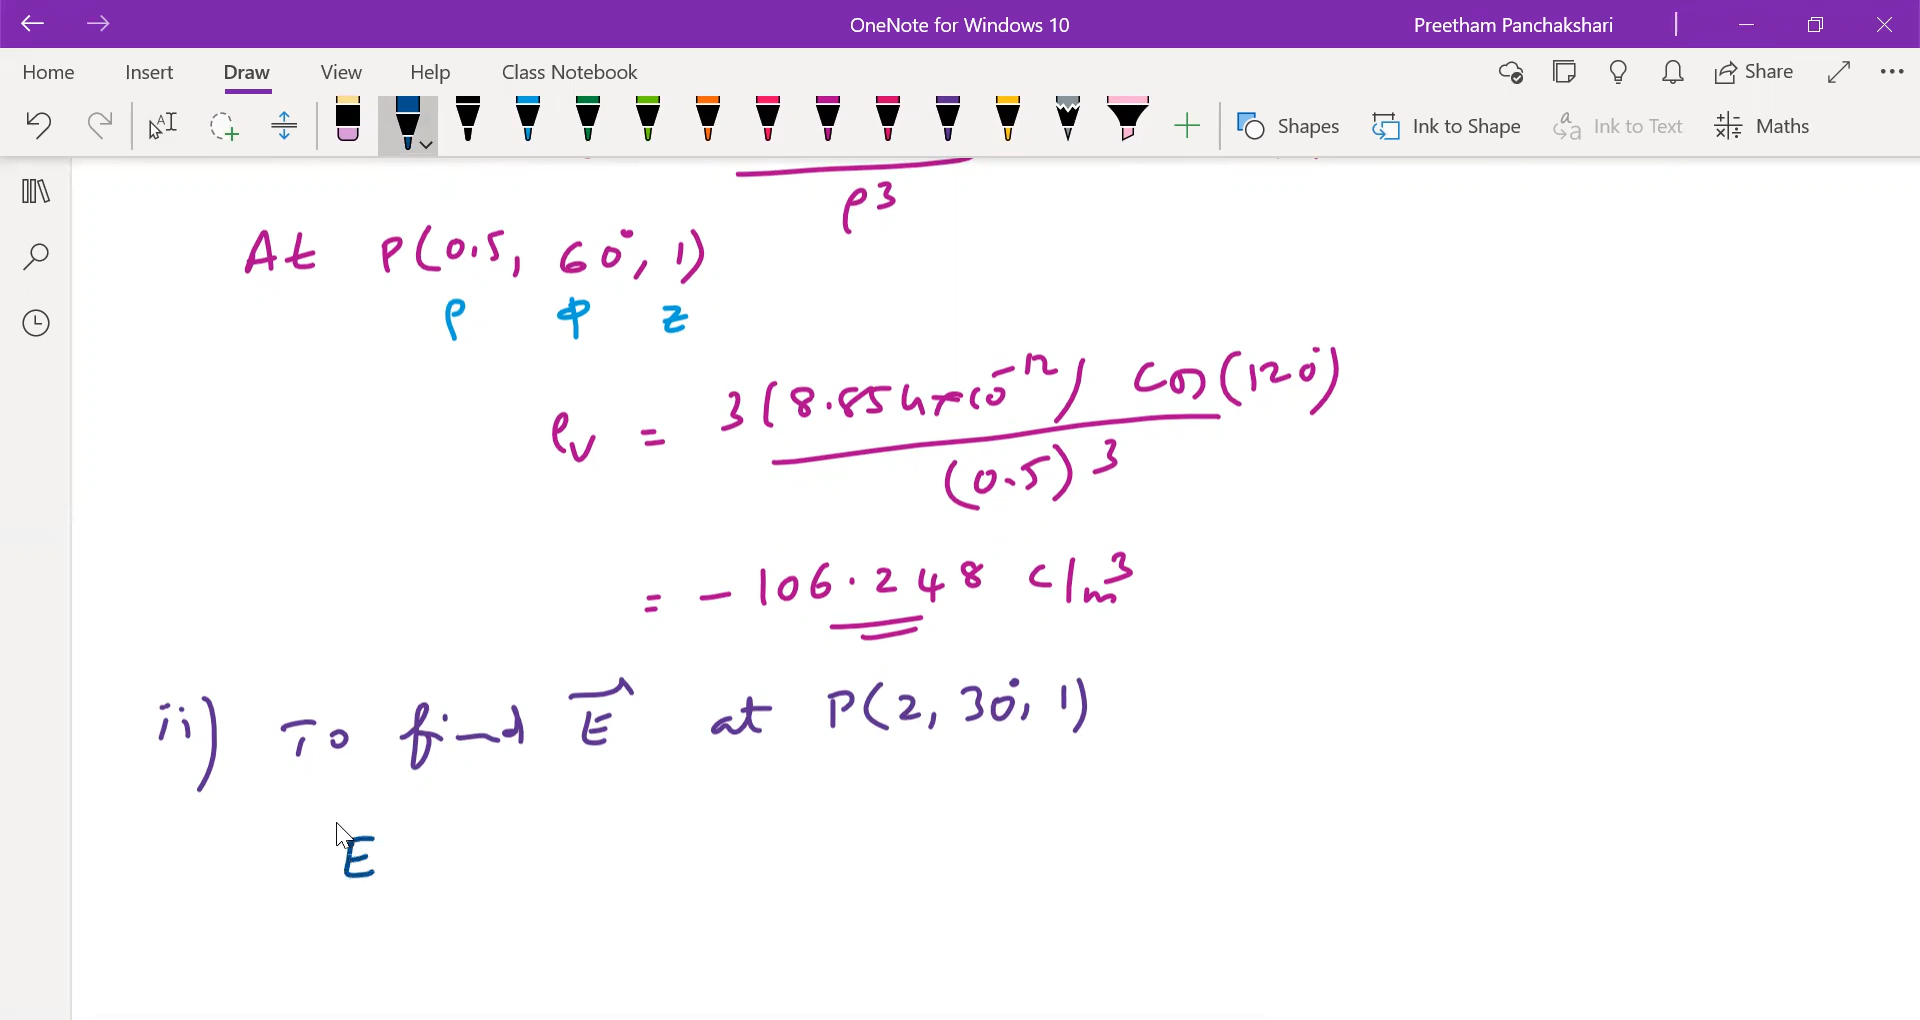 OneNote for Windows 10 Preetham Panchakshari
Home Insert Draw View Help Class Notebook Share
Shapes Ink to Shape Ink to Text Maths
ρ³
At P(0.5, 60°, 1)
ρ φ z
ρv = 3(8.854×10⁻¹²) cos(120°)
(0.5)³
= -106.248 c/m³
ii) To find E⃗ at P(2, 30°, 1)
E